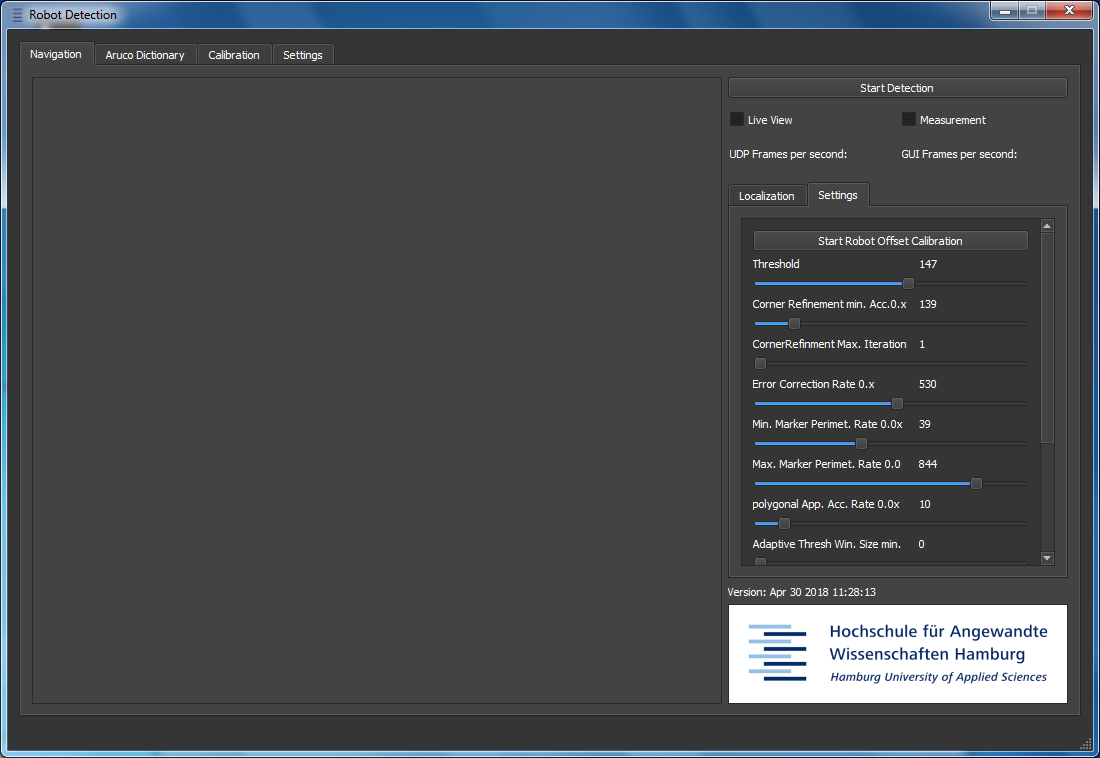 Robot Detection
Navigation
Aruco Dictionary
Calibration
Settings
Start Detection
Live View
Measurement
UDP Frames per second:
GUI Frames per second:
Localization
Settings
Start Robot Offset Calibration
Threshold 147
Corner Refinement min. Acc.0.x 139
CornerRefinment Max. Iteration 1
Error Correction Rate 0.x 530
Min. Marker Perimet. Rate 0.0x 39
Max. Marker Perimet. Rate 0.0 844
polygonal App. Acc. Rate 0.0x 10
Adaptive Thresh Win. Size min. 0
Version: Apr 30 2018 11:28:13
Hochschule für Angewandte
Wissenschaften Hamburg
Hamburg University of Applied Sciences